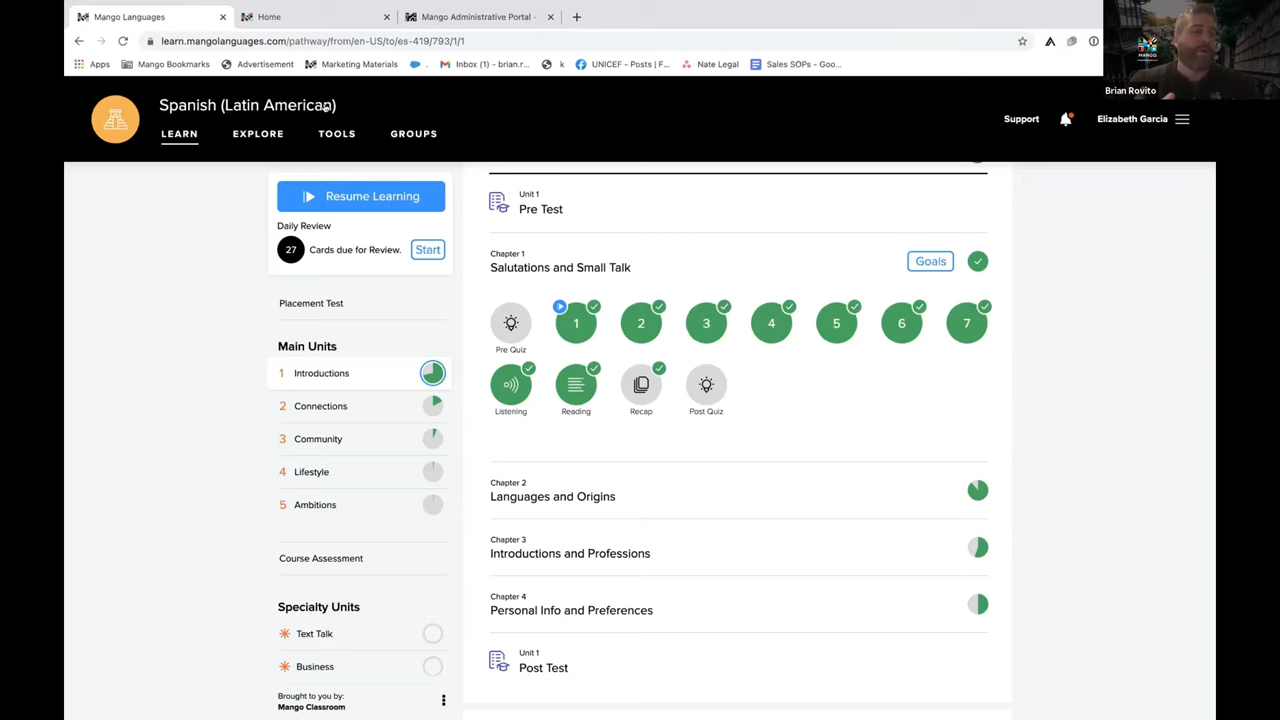 Mango Languages
Home
Mango Administrative Portal -
learn.mangolanguages.com/pathway/from/en-US/to/es-419/793/1/1
Apps
Mango Bookmarks
Advertisement
Marketing Materials
Inbox (1) - brian.r...
k
UNICEF - Posts | F...
Nate Legal
Sales SOPs - Goo...
MANGO
Brian Rovito
Spanish (Latin American)
LEARN
EXPLORE
TOOLS
GROUPS
Support
Elizabeth Garcia
Resume Learning
Daily Review
27
Cards due for Review.
Start
Placement Test
Main Units
1 Introductions
2 Connections
3 Community
4 Lifestyle
5 Ambitions
Course Assessment
Specialty Units
Text Talk
Business
Brought to you by:
Mango Classroom
Unit 1
Pre Test
Chapter 1
Salutations and Small Talk
Goals
1 2 3 4 5 6 7
Pre Quiz
Listening
Reading
Recap
Post Quiz
Chapter 2
Languages and Origins
Chapter 3
Introductions and Professions
Chapter 4
Personal Info and Preferences
Unit 1
Post Test